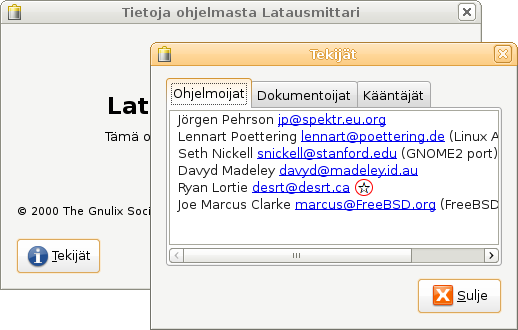 Tietoja ohjelmasta Latausmittari
Tekijät
Ohjelmoijat Dokumentoijat Kääntäjät
Jörgen Pehrson jp@spektr.eu.org
Lennart Poettering lennart@poettering.de (Linux A
Seth Nickell snickell@stanford.edu (GNOME2 port)
Davyd Madeley davyd@madeley.id.au
Ryan Lortie desrt@desrt.ca
Joe Marcus Clarke marcus@FreeBSD.org (FreeBSD
Lat
Tämä o
© 2000 The Gnulix Soci
Tekijät
Sulje